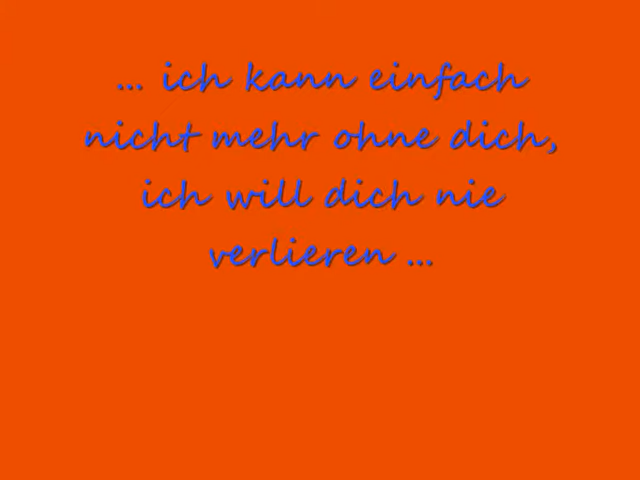 ... ich kann einfach
nicht mehr ohne dich,
ich will dich nie
verlieren ...